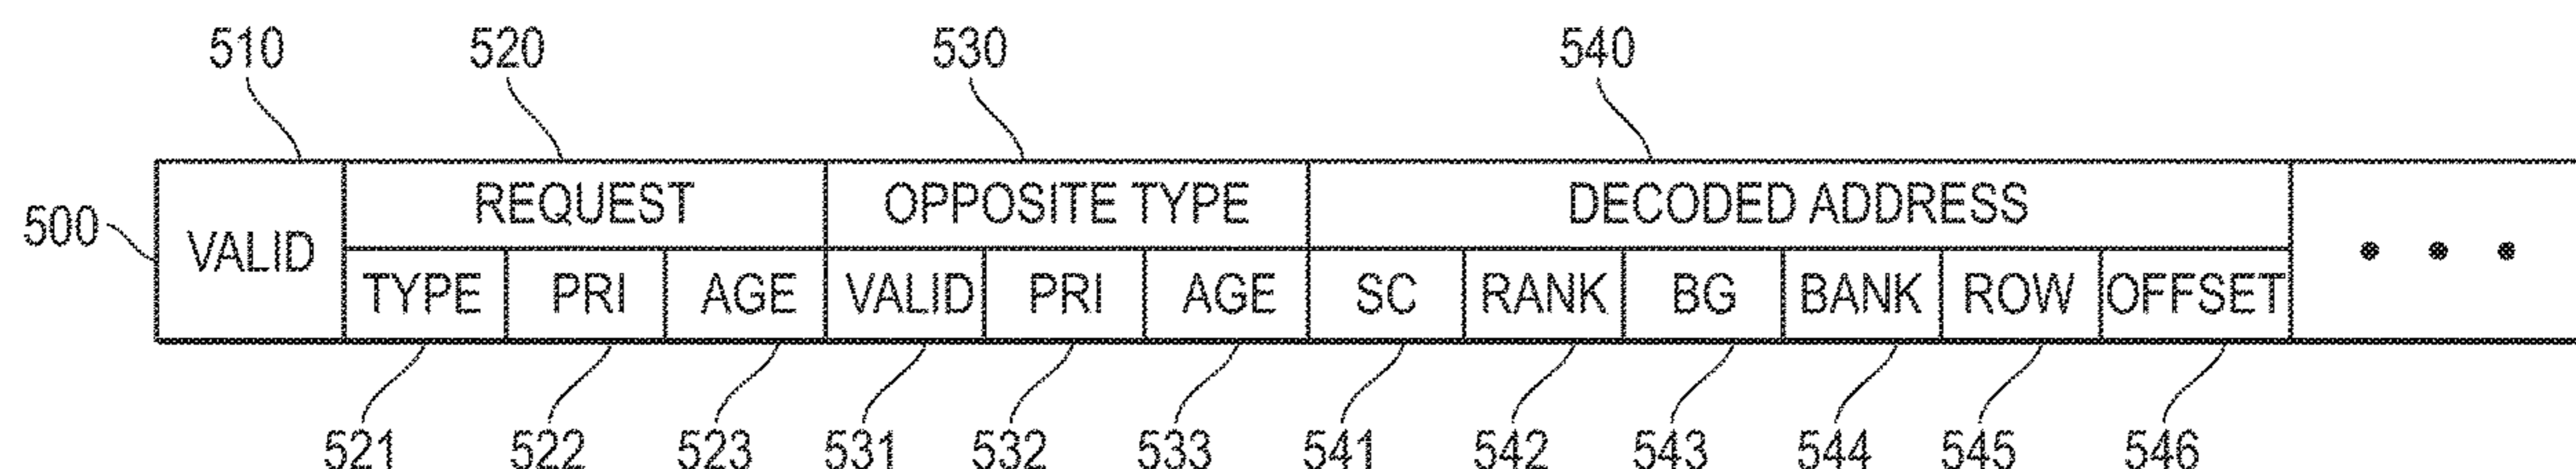 510 520 530 540
REQUEST OPPOSITE TYPE DECODED ADDRESS
500 VALID
TYPE PRI AGE VALID PRI AGE SC RANK BG BANK ROW OFFSET
521 522 523 531 532 533 541 542 543 544 545 546